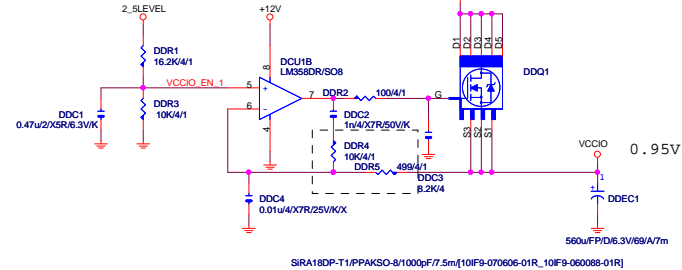 2_5LEVEL
+12V
D1
D2
D3
D4
D5
DDR1
16.2K/4/1
DCU1B
LM358DR/SO8
8
VCCIO_EN_1
5
+
7
DDR2
100/4/1
G
DDQ1
6
-
4
DDR3
10K/4/1
DDC1
0.47u/2/X5R/6.3V/K
DDC2
1n/4/X7R/50V/K
S3
S2
S1
DDR4
10K/4/1
DDR5
499/4/1
DDC3
8.2K/4
VCCIO
0.95V
1
DDC4
0.01u/4/X7R/25V/K/X
DDEC1
560u/FP/D/6.3V/69/A/7m
SiRA18DP-T1/PPAKSO-8/1000pF/7.5m/[10IF9-070606-01R_10IF9-060088-01R]